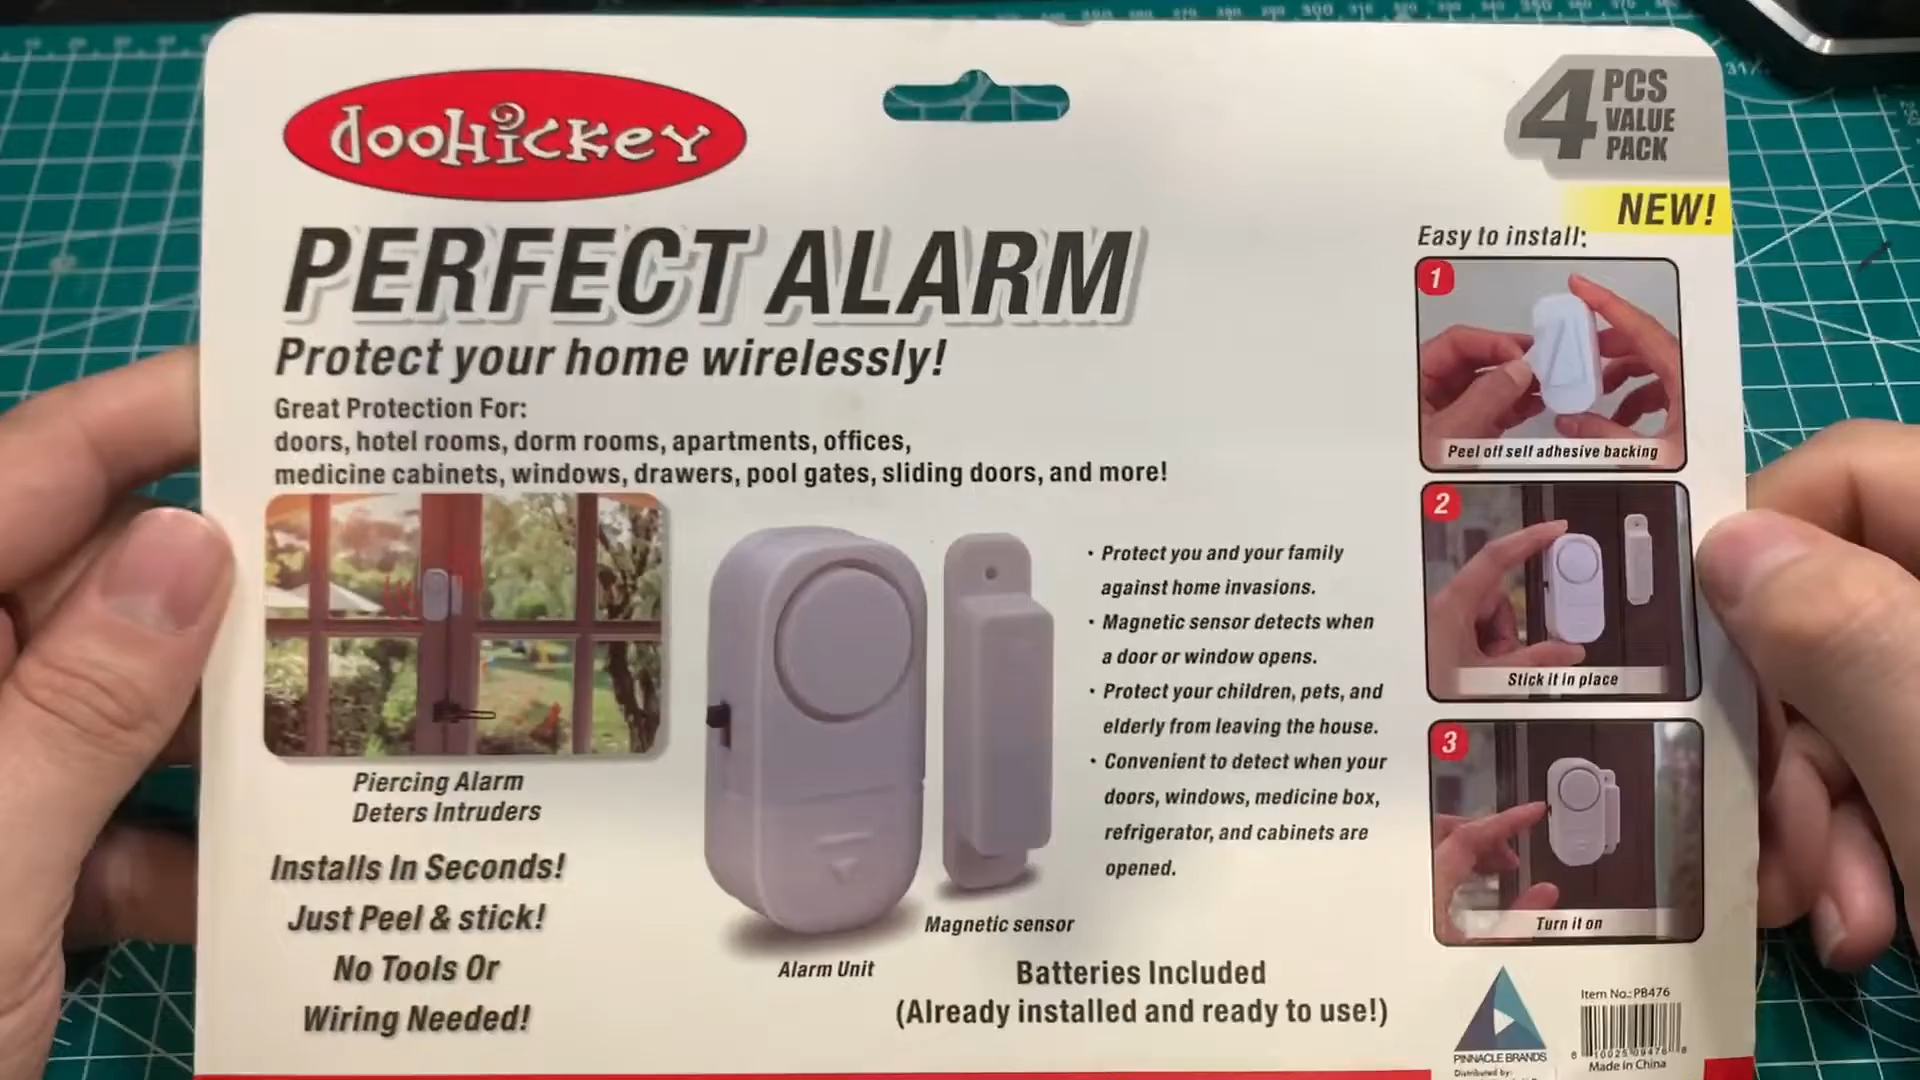 dooHickey
4 PCS
VALUE
PACK
NEW!
PERFECT ALARM
Protect your home wirelessly!
Great Protection For:
doors, hotel rooms, dorm rooms, apartments, offices,
medicine cabinets, windows, drawers, pool gates, sliding doors, and more!
Piercing Alarm
Deters Intruders
Installs In Seconds!
Just Peel & stick!
No Tools Or
Wiring Needed!
Alarm Unit
Magnetic sensor
• Protect you and your family
against home invasions.
• Magnetic sensor detects when
a door or window opens.
• Protect your children, pets, and
elderly from leaving the house.
• Convenient to detect when your
doors, windows, medicine box,
refrigerator, and cabinets are
opened.
Batteries Included
(Already installed and ready to use!)
Easy to install:
1
Peel off self adhesive backing
2
Stick it in place
3
Turn it on
PINNACLE BRANDS
Distributed by:
Item No.: PB476
Made in China